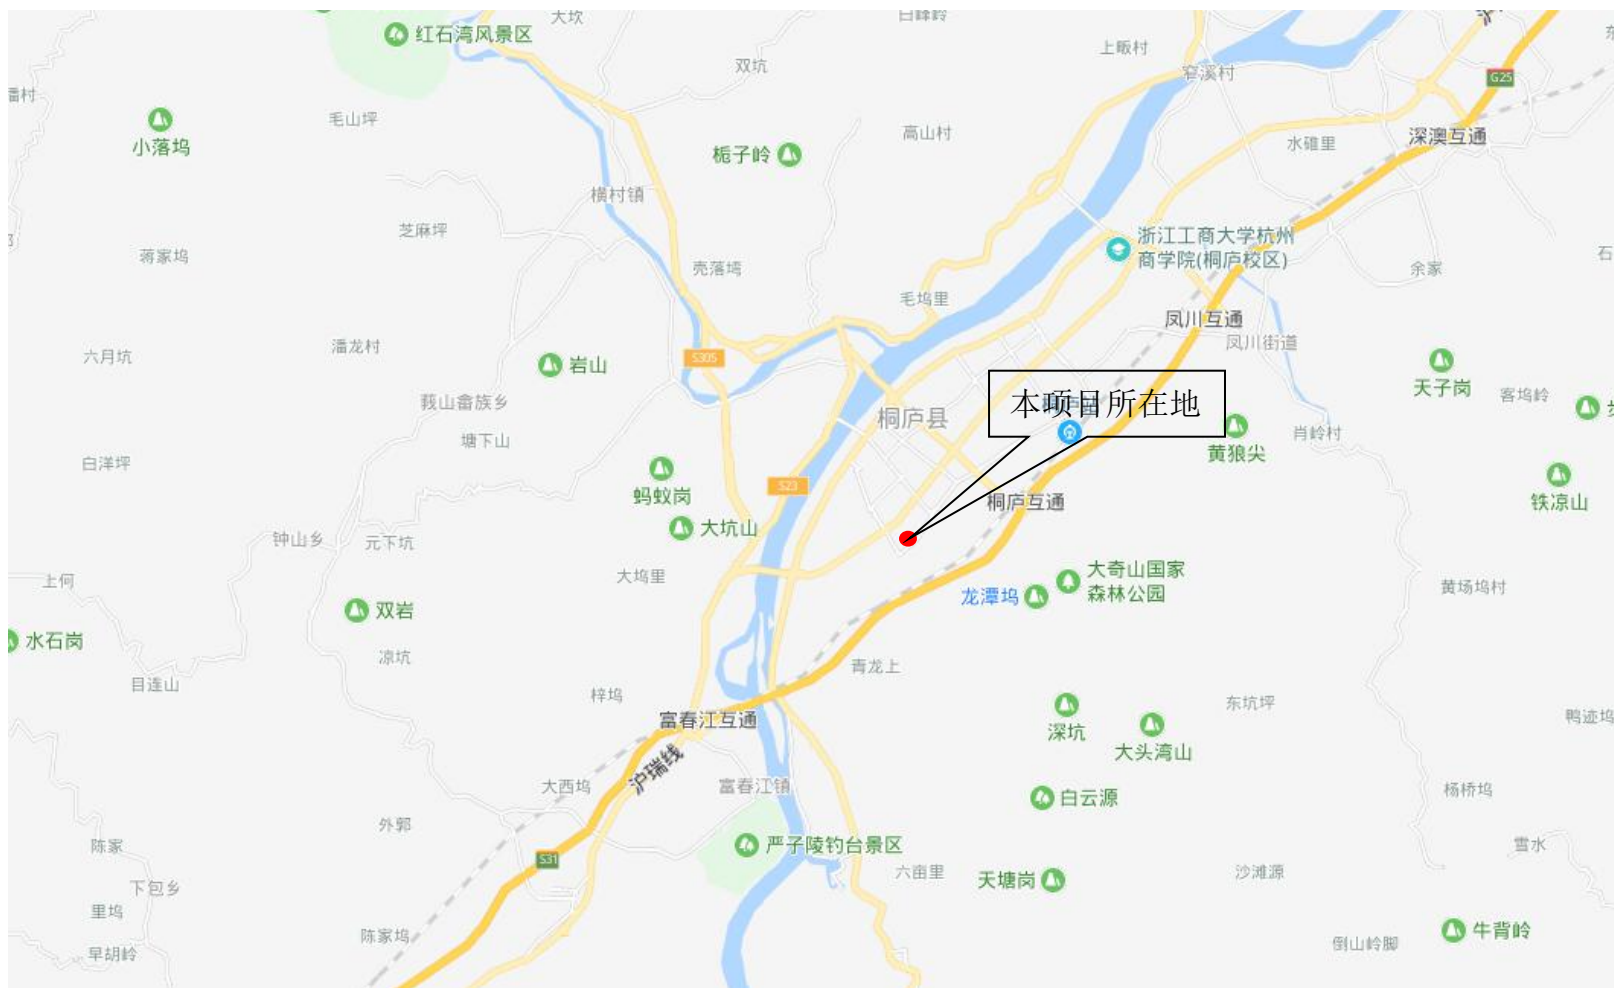 大坎
白峰岭
红石湾风景区
上畈村
双坑
窄溪村
G25
潘村
小落坞
毛山坪
栀子岭
高山村
水碓里
深澳互通
横村镇
芝麻坪
蒋家坞
壳落塆
浙江工商大学杭州
商学院(桐庐校区)
余家
石
毛坞里
凤川互通
凤川街道
六月坑
潘龙村
岩山
S305
天子岗
客坞岭
莪山畲族乡
桐庐县
本项目所在地
塘下山
白洋坪
肖岭村
黄狼尖
蚂蚁岗
S23
桐庐互通
铁凉山
大坑山
钟山乡
元下坑
大坞里
上何
大奇山国家
森林公园
龙潭坞
黄场坞村
双岩
水石岗
凉坑
青龙上
目连山
梓坞
富春江互通
深坑
大头湾山
东坑坪
鸭迹坞
沪瑞线
大西坞
富春江镇
白云源
杨桥坞
外郭
陈家
严子陵钓台景区
雪水
S31
下包乡
六亩里
天塘岗
沙滩源
里坞
陈家坞
早胡岭
倒山岭脚
牛背岭